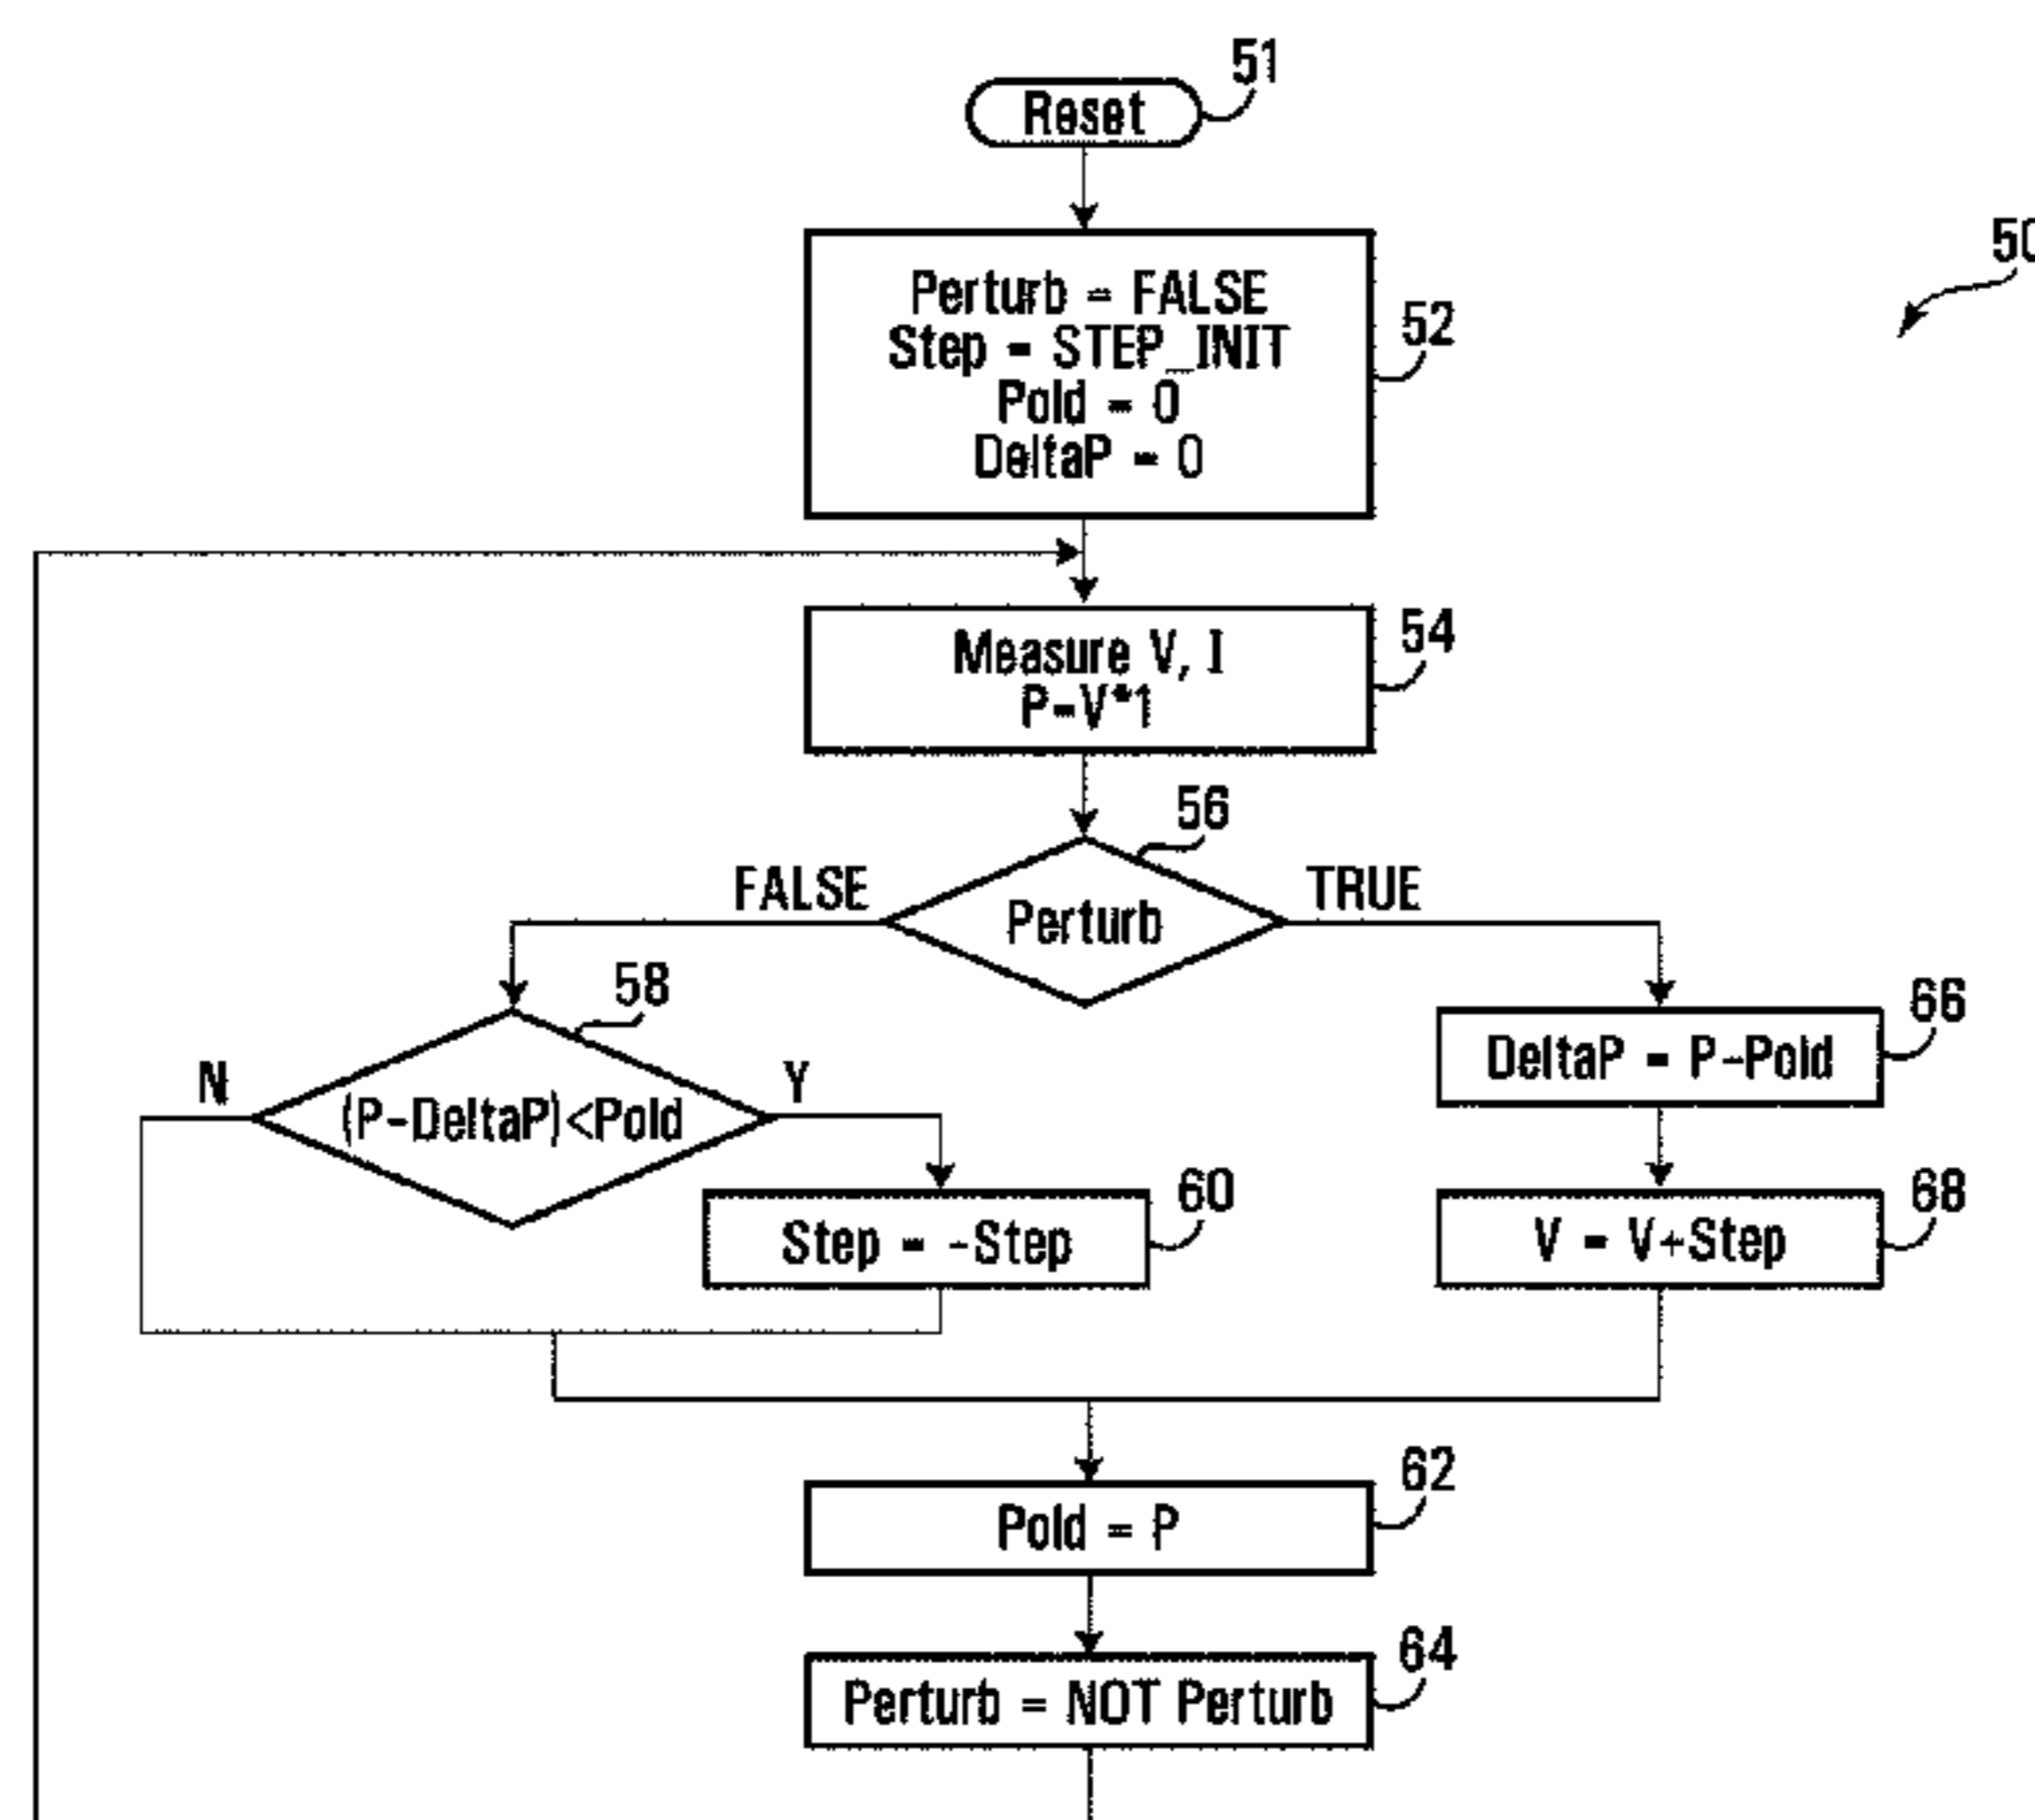 51
Reset
50
Perturb = FALSE
Step = STEP_INIT
Pold = 0
DeltaP = 0
52
Measure V, I
P=V*1
54
56
FALSE
Perturb
TRUE
58
N
(P-DeltaP)<Pold
Y
66
DeltaP = P-Pold
60
Step = -Step
68
V = V+Step
62
Pold = P
64
Perturb = NOT Perturb